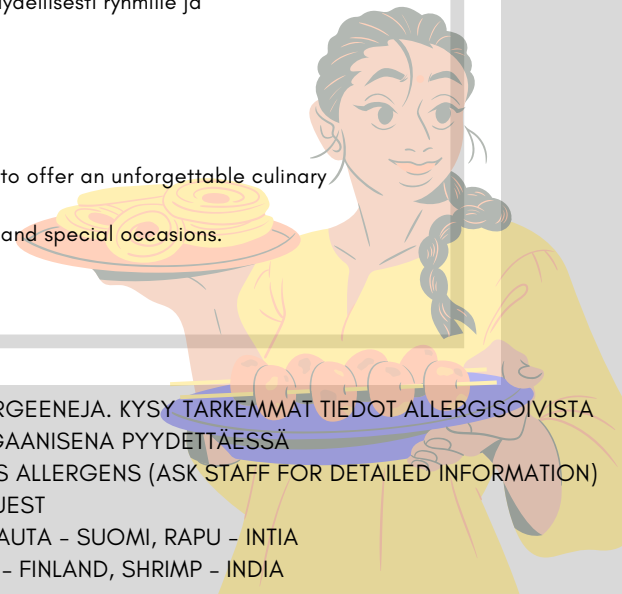 ydellisesti ryhmille ja
to offer an unforgettable culinary
and special occasions.
RGEENEJA. KYSY TARKEMMAT TIEDOT ALLERGISOIVISTA
GAANISENA PYYDETTÄESSÄ
S ALLERGENS (ASK STAFF FOR DETAILED INFORMATION)
UEST
AUTA – SUOMI, RAPU – INTIA
– FINLAND, SHRIMP – INDIA